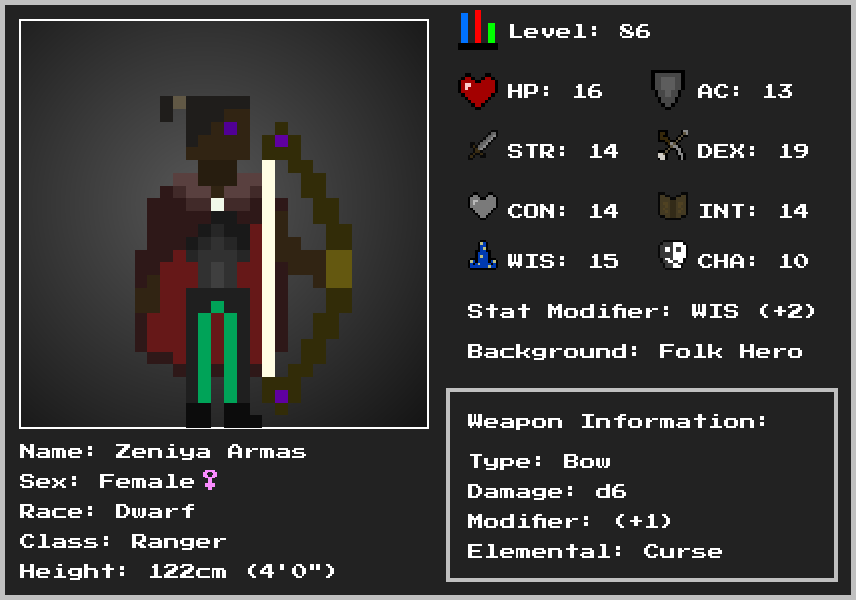 Level: 86
HP: 16
AC: 13
STR: 14
DEX: 19
CON: 14
INT: 14
WIS: 15
CHA: 10
Stat Modifier: WIS (+2)
Background: Folk Hero
Weapon Information:
Type: Bow
Damage: d6
Modifier: (+1)
Elemental: Curse
Name: Zeniya Armas
Sex: Female♀
Race: Dwarf
Class: Ranger
Height: 122cm (4'0")